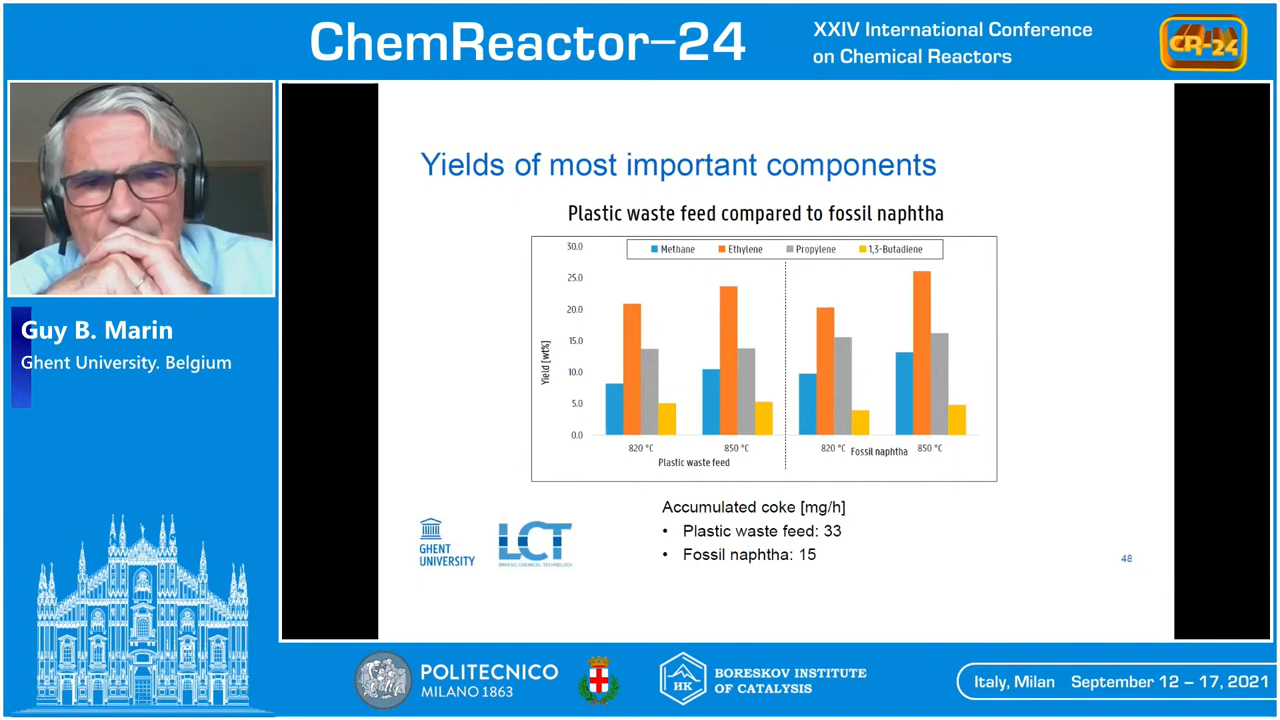 ChemReactor–24
XXIV International Conference
on Chemical Reactors
CR-24
Guy B. Marin
Ghent University. Belgium
Yields of most important components
Plastic waste feed compared to fossil naphtha
Methane Ethylene Propylene 1,3-Butadiene
30.0
25.0
20.0
15.0
10.0
5.0
0.0
Yield [wt%]
820 °C 850 °C 820 °C 850 °C
Plastic waste feed Fossil naphtha
Accumulated coke [mg/h]
• Plastic waste feed: 33
• Fossil naphtha: 15
GHENT
UNIVERSITY
LCT
DRIVING CHEMICAL TECHNOLOGY
48
POLITECNICO
MILANO 1863
ИК
BORESKOV INSTITUTE
OF CATALYSIS
Italy, Milan September 12 – 17, 2021